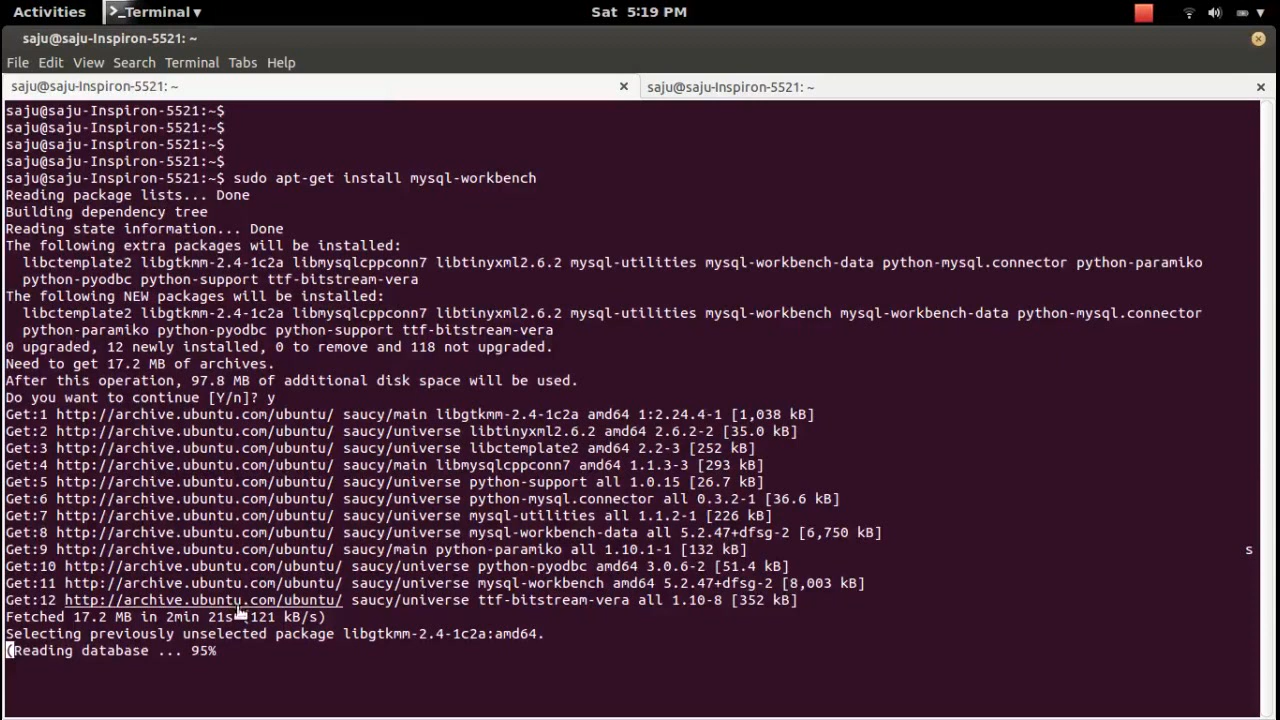 Activities >_Terminal ▾ Sat 5:19 PM
saju@saju-Inspiron-5521: ~
File Edit View Search Terminal Tabs Help
saju@saju-Inspiron-5521: ~ × saju@saju-Inspiron-5521: ~ ×
saju@saju-Inspiron-5521:~$
saju@saju-Inspiron-5521:~$
saju@saju-Inspiron-5521:~$
saju@saju-Inspiron-5521:~$
saju@saju-Inspiron-5521:~$ sudo apt-get install mysql-workbench
Reading package lists... Done
Building dependency tree
Reading state information... Done
The following extra packages will be installed:
  libctemplate2 libgtkmm-2.4-1c2a libmysqlcppconn7 libtinyxml2.6.2 mysql-utilities mysql-workbench-data python-mysql.connector python-paramiko
  python-pyodbc python-support ttf-bitstream-vera
The following NEW packages will be installed:
  libctemplate2 libgtkmm-2.4-1c2a libmysqlcppconn7 libtinyxml2.6.2 mysql-utilities mysql-workbench mysql-workbench-data python-mysql.connector
  python-paramiko python-pyodbc python-support ttf-bitstream-vera
0 upgraded, 12 newly installed, 0 to remove and 118 not upgraded.
Need to get 17.2 MB of archives.
After this operation, 97.8 MB of additional disk space will be used.
Do you want to continue [Y/n]? y
Get:1 http://archive.ubuntu.com/ubuntu/ saucy/main libgtkmm-2.4-1c2a amd64 1:2.24.4-1 [1,038 kB]
Get:2 http://archive.ubuntu.com/ubuntu/ saucy/universe libtinyxml2.6.2 amd64 2.6.2-2 [35.0 kB]
Get:3 http://archive.ubuntu.com/ubuntu/ saucy/universe libctemplate2 amd64 2.2-3 [252 kB]
Get:4 http://archive.ubuntu.com/ubuntu/ saucy/main libmysqlcppconn7 amd64 1.1.3-3 [293 kB]
Get:5 http://archive.ubuntu.com/ubuntu/ saucy/universe python-support all 1.0.15 [26.7 kB]
Get:6 http://archive.ubuntu.com/ubuntu/ saucy/universe python-mysql.connector all 0.3.2-1 [36.6 kB]
Get:7 http://archive.ubuntu.com/ubuntu/ saucy/universe mysql-utilities all 1.1.2-1 [226 kB]
Get:8 http://archive.ubuntu.com/ubuntu/ saucy/universe mysql-workbench-data all 5.2.47+dfsg-2 [6,750 kB]
Get:9 http://archive.ubuntu.com/ubuntu/ saucy/main python-paramiko all 1.10.1-1 [132 kB] s
Get:10 http://archive.ubuntu.com/ubuntu/ saucy/universe python-pyodbc amd64 3.0.6-2 [51.4 kB]
Get:11 http://archive.ubuntu.com/ubuntu/ saucy/universe mysql-workbench amd64 5.2.47+dfsg-2 [8,003 kB]
Get:12 http://archive.ubuntu.com/ubuntu/ saucy/universe ttf-bitstream-vera all 1.10-8 [352 kB]
Fetched 17.2 MB in 2min 21s (121 kB/s)
Selecting previously unselected package libgtkmm-2.4-1c2a:amd64.
(Reading database ... 95%